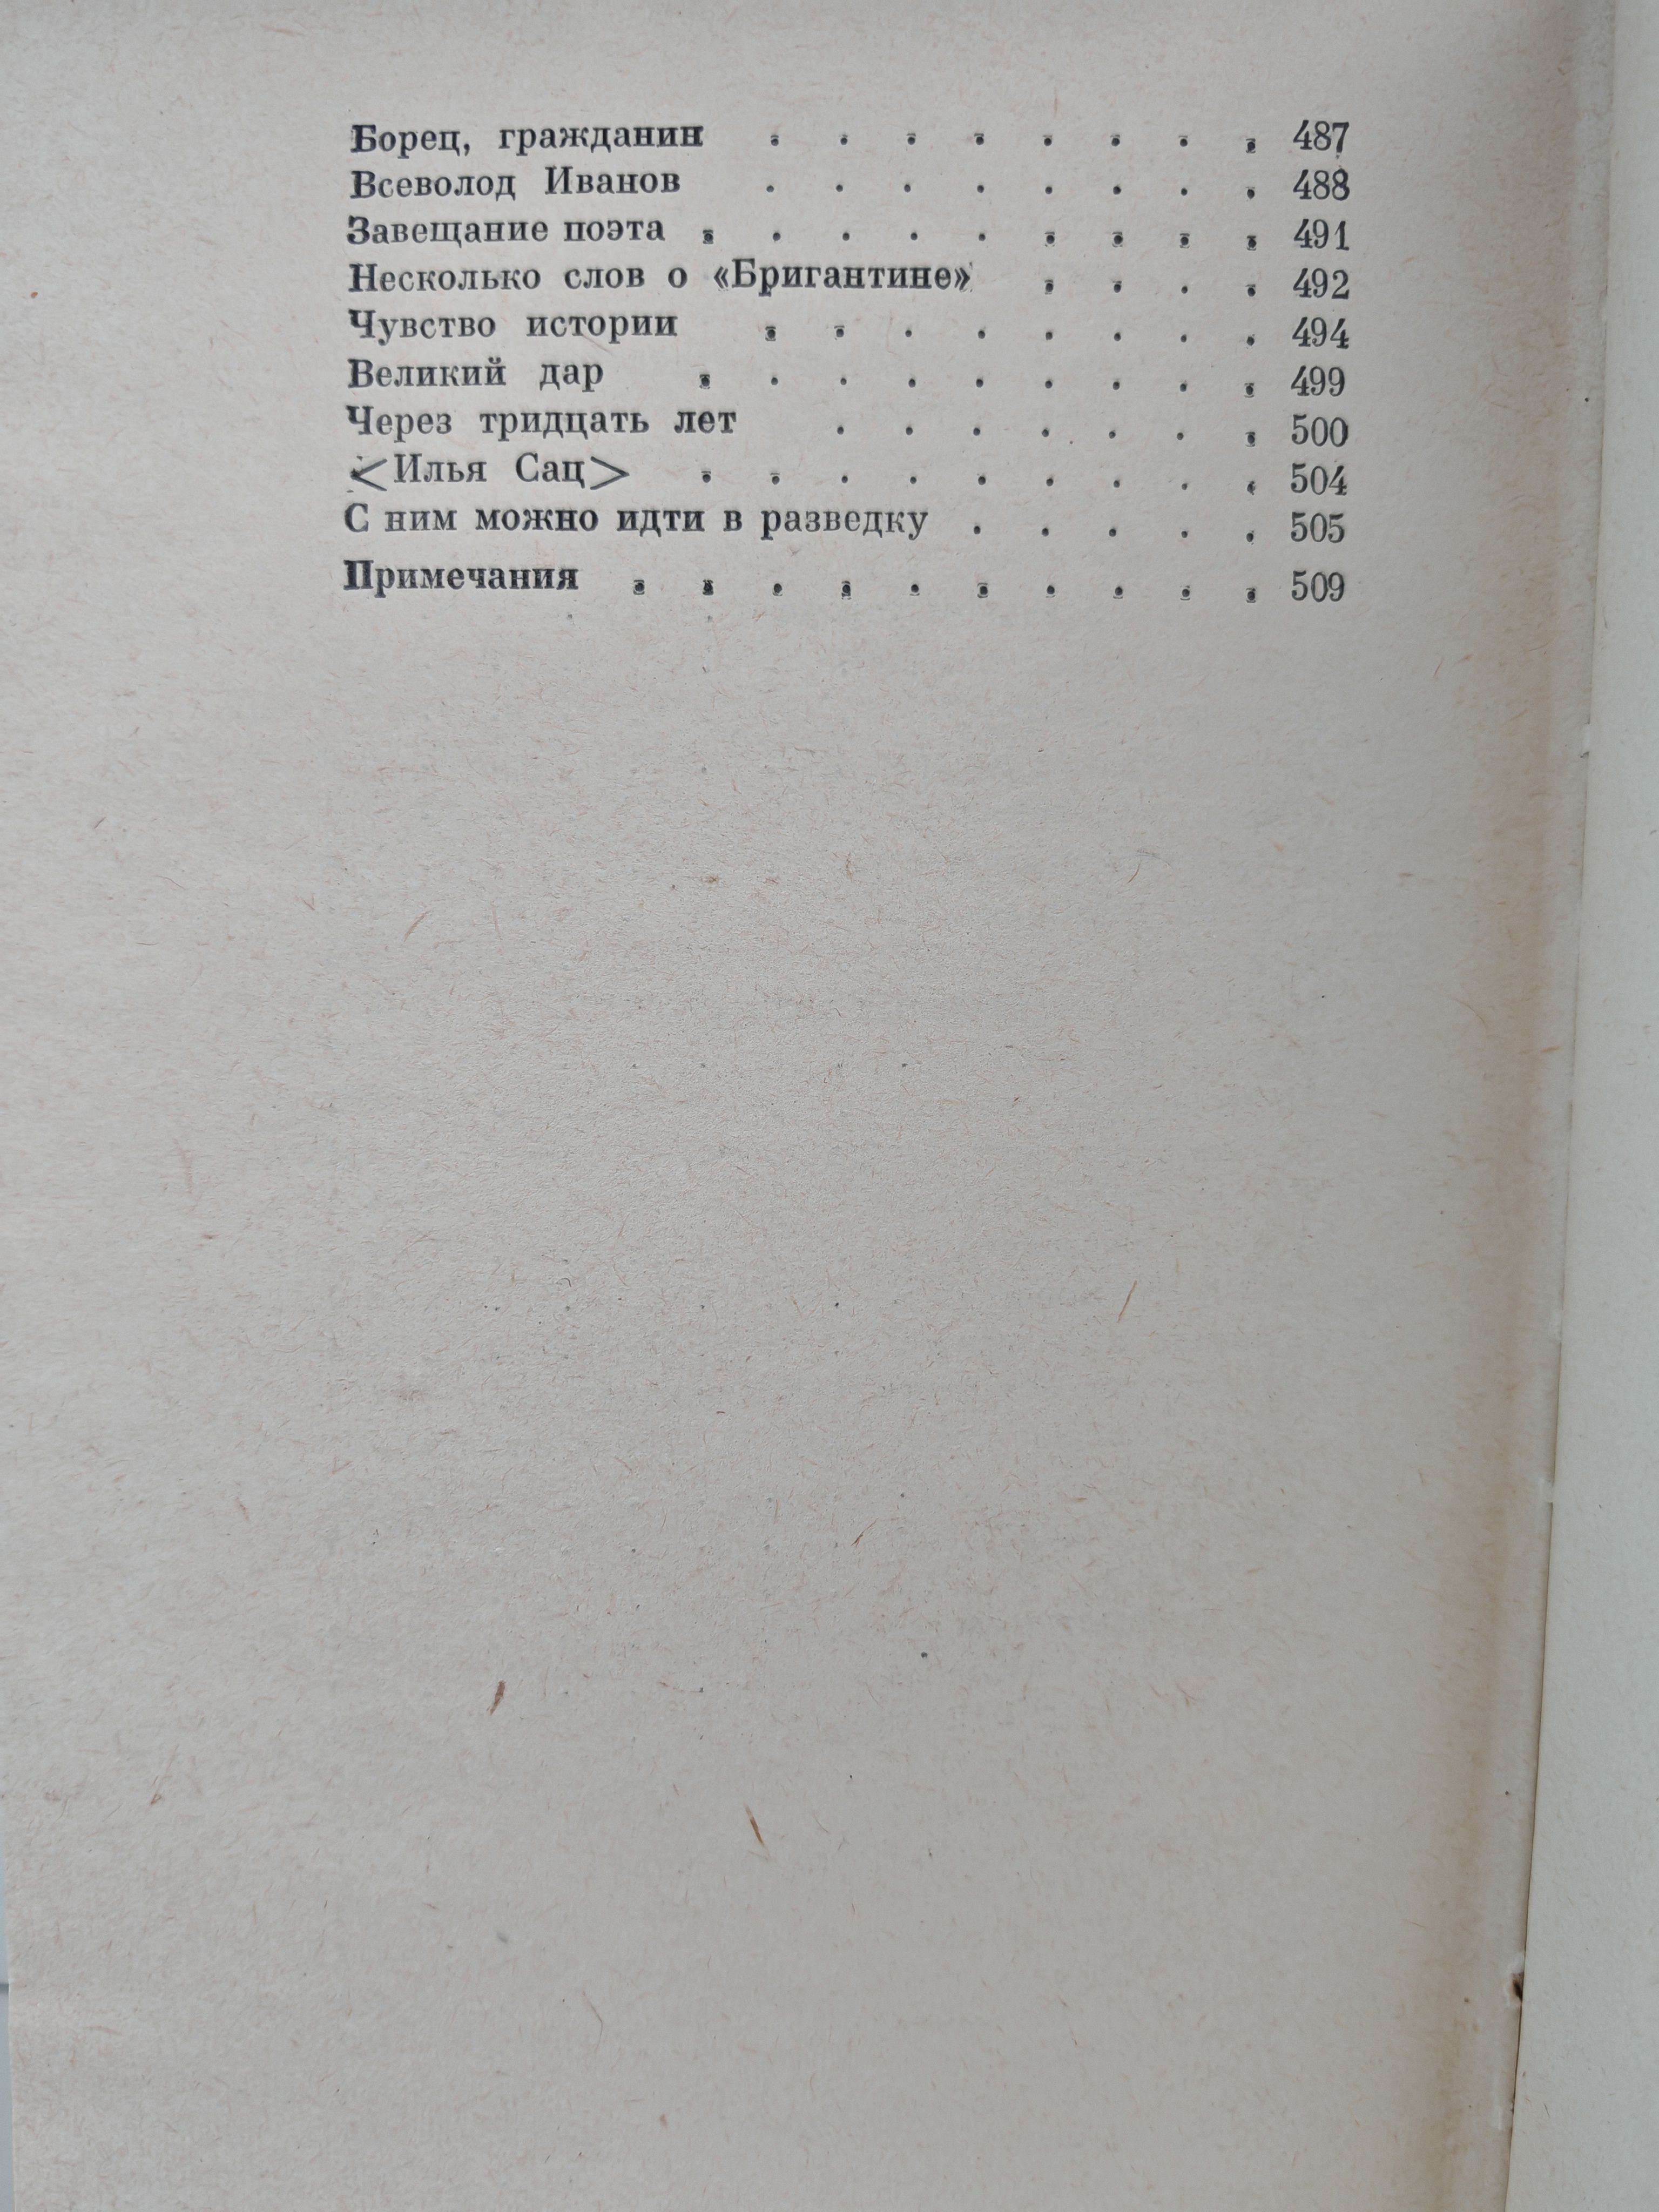 Борец, гражданин . . . . . . . . 487
Всеволод Иванов . . . . . . . . 488
Завещание поэта . . . . . . . . . 491
Несколько слов о «Бригантине» . . . . 492
Чувство истории . . . . . . . . 494
Великий дар . . . . . . . . . 499
Через тридцать лет . . . . . . . 500
<Илья Сац> . . . . . . . . . 504
С ним можно идти в разведку . . . . . 505
Примечания . . . . . . . . . . 509